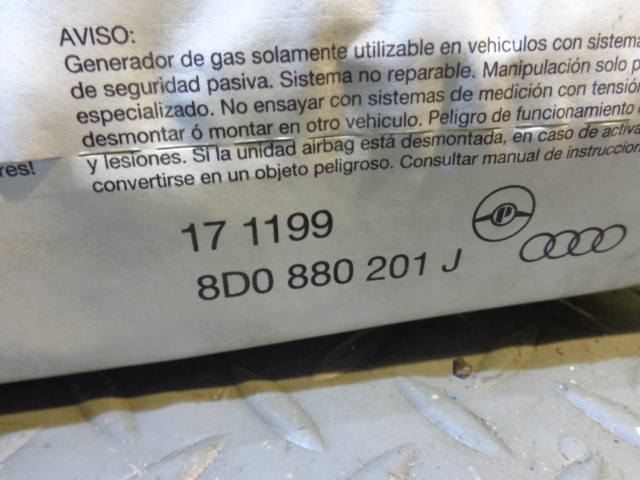 AVISO:
Generador de gas solamente utilizable en vehiculos con sistema
de seguridad pasiva. Sistema no reparable. Manipulación solo p
especializado. No ensayar con sistemas de medición con tensión
desmontar ó montar en otro vehiculo. Peligro de funcionamiento
res! y lesiones. Si la unidad airbag está desmontada, en caso de activa
convertirse en un objeto peligroso. Consultar manual de instruccion
17 1199
8D0 880 201 J